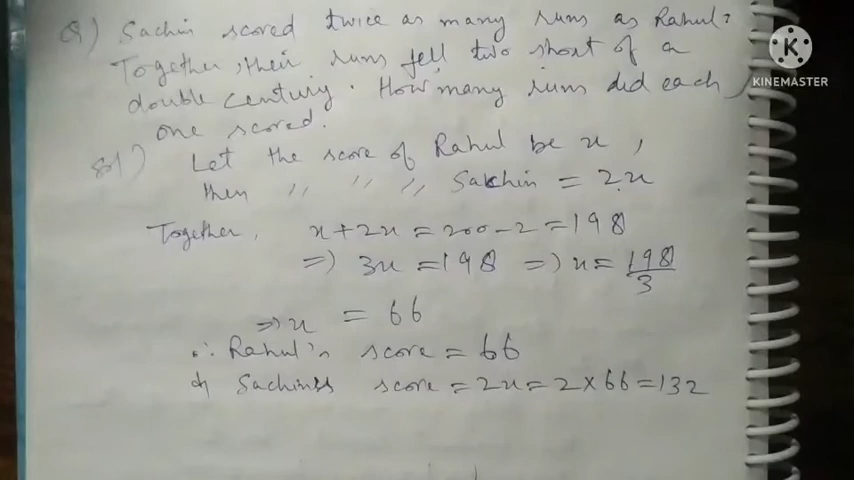 Q) Sachin scored twice as many runs as Rahul.
Together, their runs fell two short of a
double century. How many runs did each
one scored.
Sol) Let the score of Rahul be x,
then ,, ,, ,, Sachin = 2x
Together, x+2x = 200-2 = 198
=> 3x = 198 => x = 198/3
=> x = 66
∴ Rahul's score = 66
& Sachin's score = 2x = 2×66 = 132
K
KINEMASTER